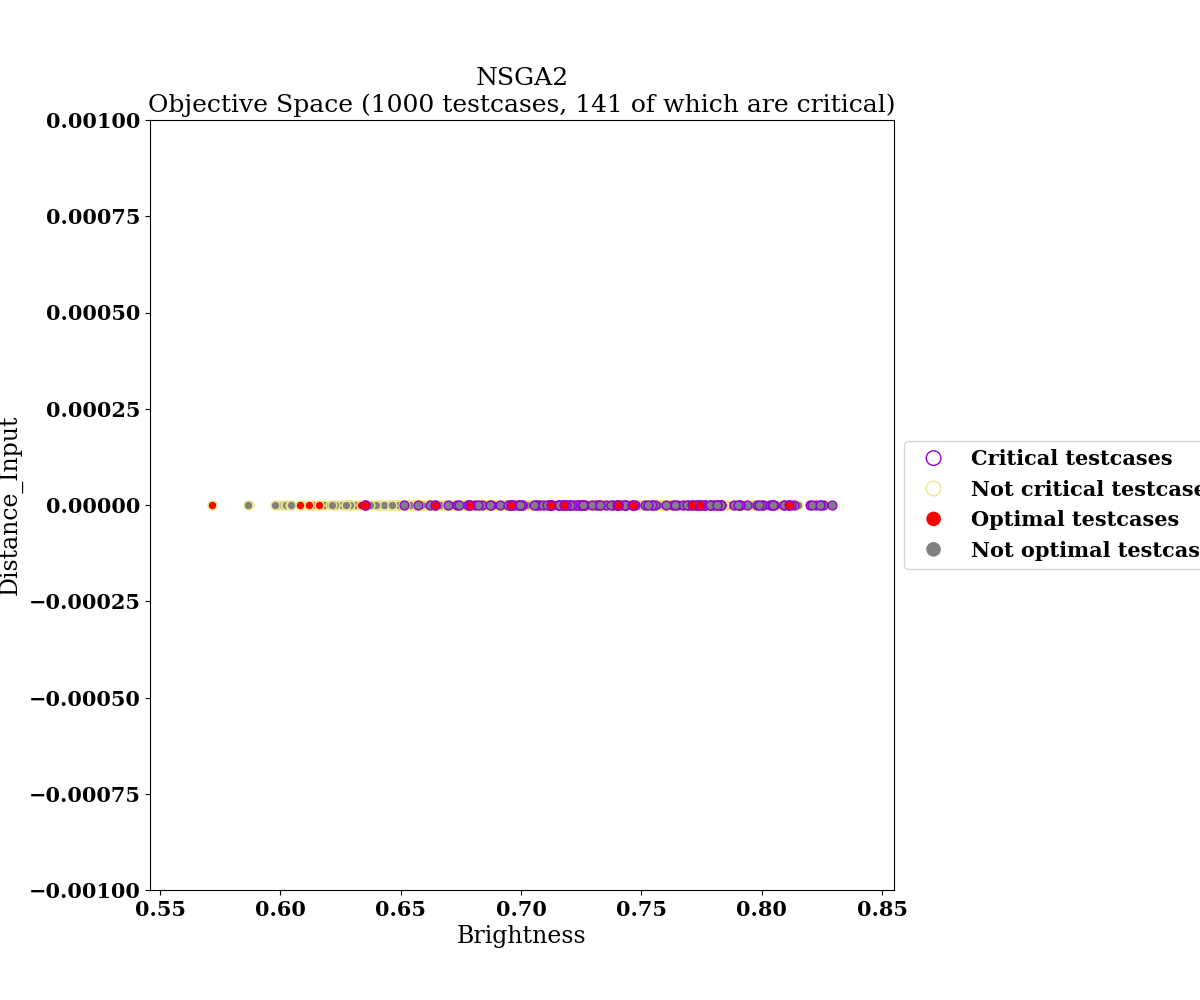 NSGA2
Objective Space (1000 testcases, 141 of which are critical)
0.00100
0.00075
0.00050
0.00025
0.00000
−0.00025
−0.00050
−0.00075
−0.00100
Distance_Input
0.55 0.60 0.65 0.70 0.75 0.80 0.85
Brightness
Critical testcases
Not critical testcase
Optimal testcases
Not optimal testcas